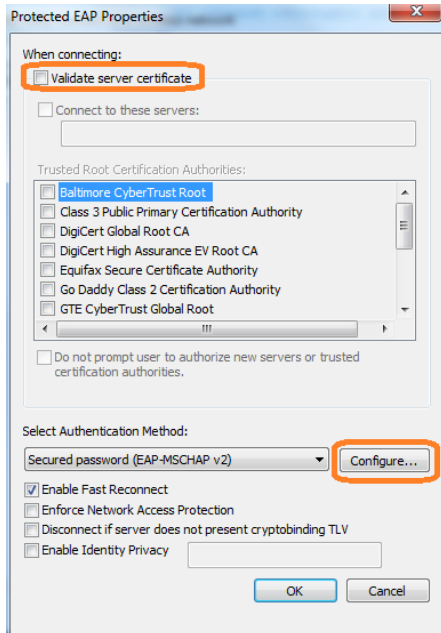 Protected EAP Properties
When connecting:
Validate server certificate
Connect to these servers:
Trusted Root Certification Authorities:
Baltimore CyberTrust Root
Class 3 Public Primary Certification Authority
DigiCert Global Root CA
DigiCert High Assurance EV Root CA
Equifax Secure Certificate Authority
Go Daddy Class 2 Certification Authority
GTE CyberTrust Global Root
Do not prompt user to authorize new servers or trusted
certification authorities.
Select Authentication Method:
Secured password (EAP-MSCHAP v2) Configure...
Enable Fast Reconnect
Enforce Network Access Protection
Disconnect if server does not present cryptobinding TLV
Enable Identity Privacy
OK Cancel